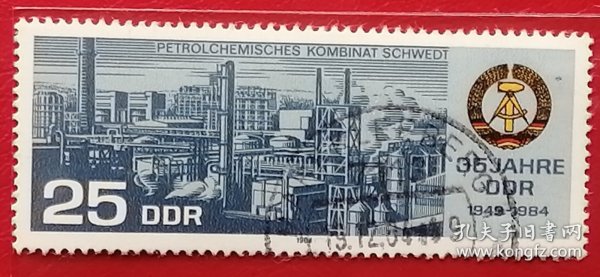 PETROLCHEMISCHES KOMBINAT SCHWEDT
35 JAHRE
DDR
1949-1984
25 DDR
1984
孔夫子旧书网
kongfz.com